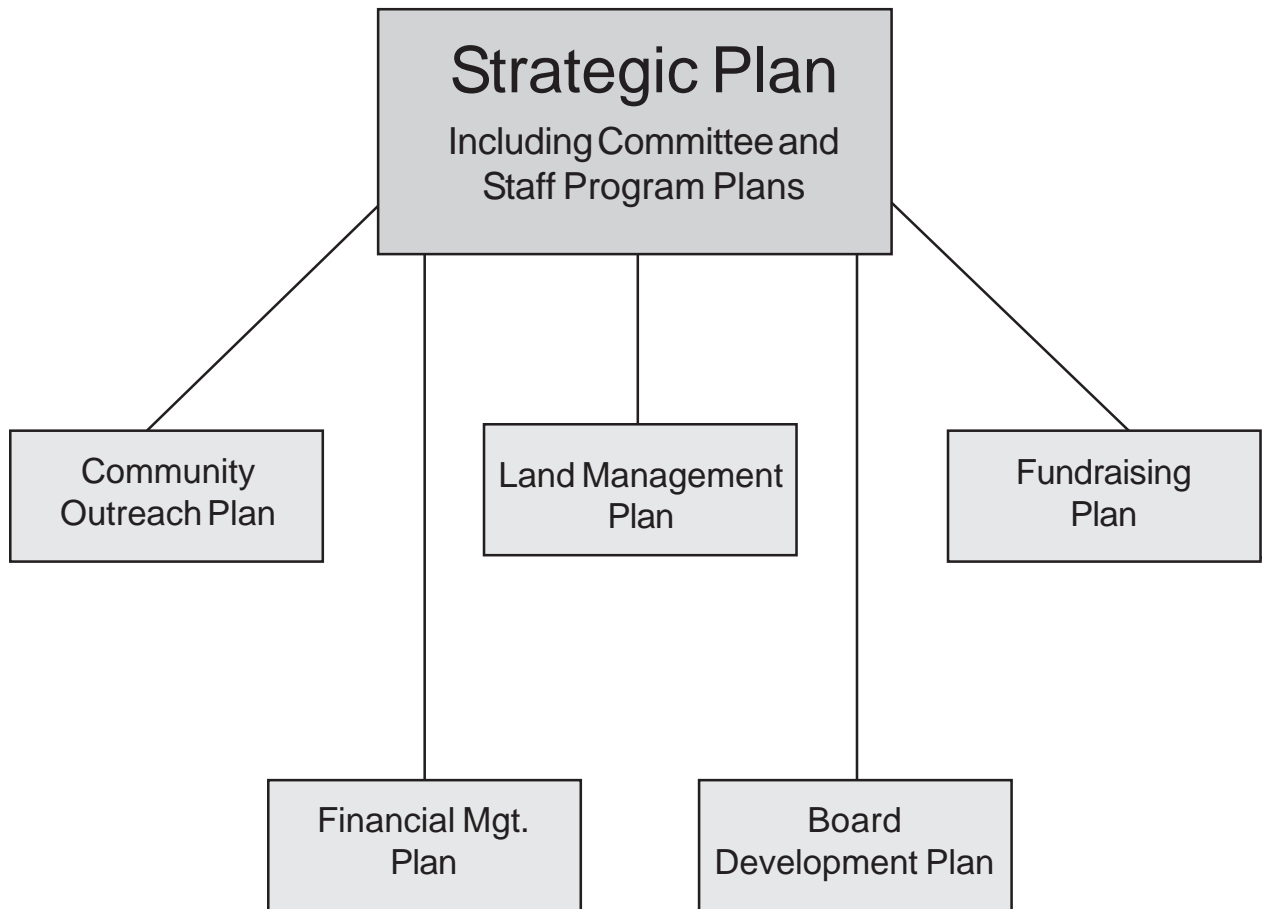 Strategic Plan
Including Committee and
Staff Program Plans
Community
Outreach Plan
Land Management
Plan
Fundraising
Plan
Financial Mgt.
Plan
Board
Development Plan